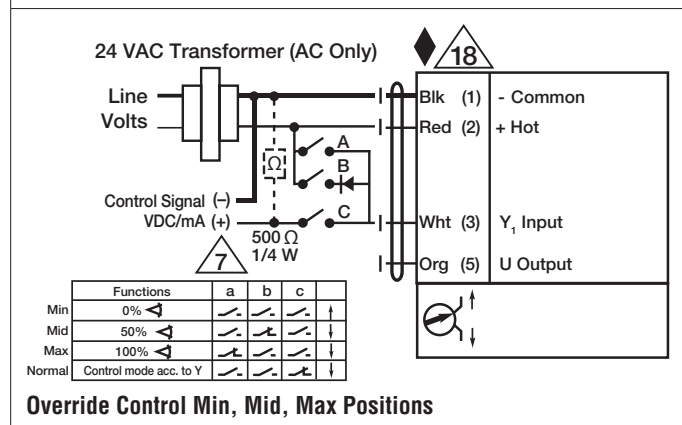 24 VAC Transformer (AC Only)
18
Line
Volts
Blk (1) - Common
Red (2) + Hot
A
Ω
B
Control Signal (–)
VDC/mA (+)
C
Wht (3) Y1 Input
500 Ω
1/4 W
7
Org (5) U Output
Functions a b c
Min 0%
Mid 50%
Max 100%
Normal Control mode acc. to Y
Override Control Min, Mid, Max Positions